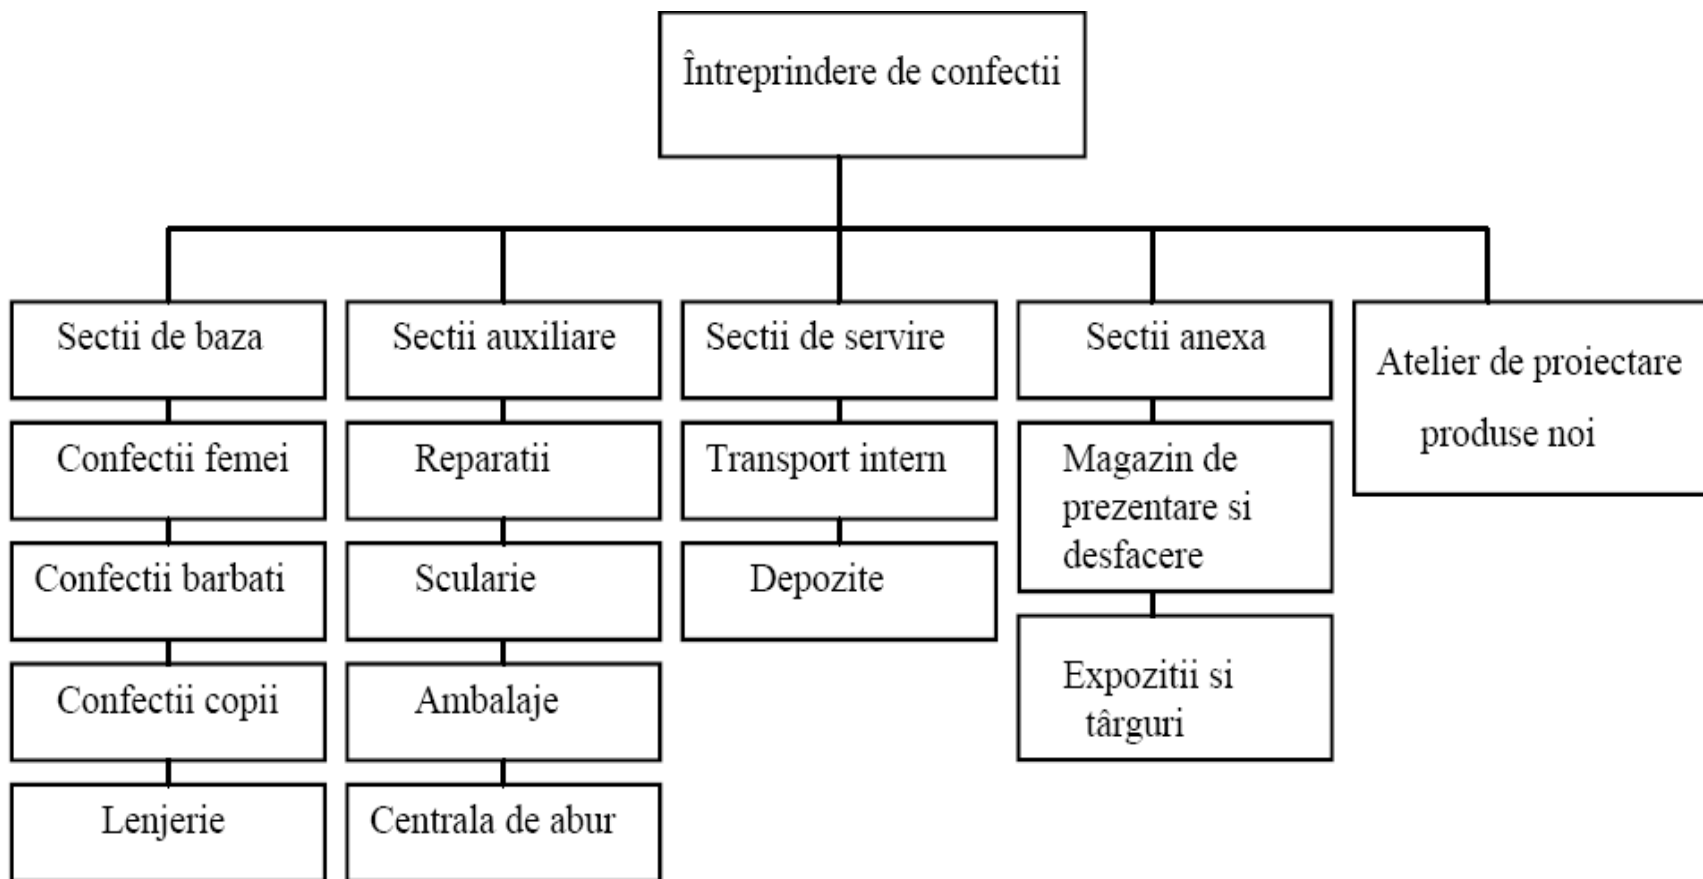 Întreprindere de confectii
Sectii de baza
Confectii femei
Confectii barbati
Confectii copii
Lenjerie
Sectii auxiliare
Reparatii
Scularie
Ambalaje
Centrala de abur
Sectii de servire
Transport intern
Depozite
Sectii anexa
Magazin de
prezentare si
desfacere
Expozitii si
târguri
Atelier de proiectare
produse noi